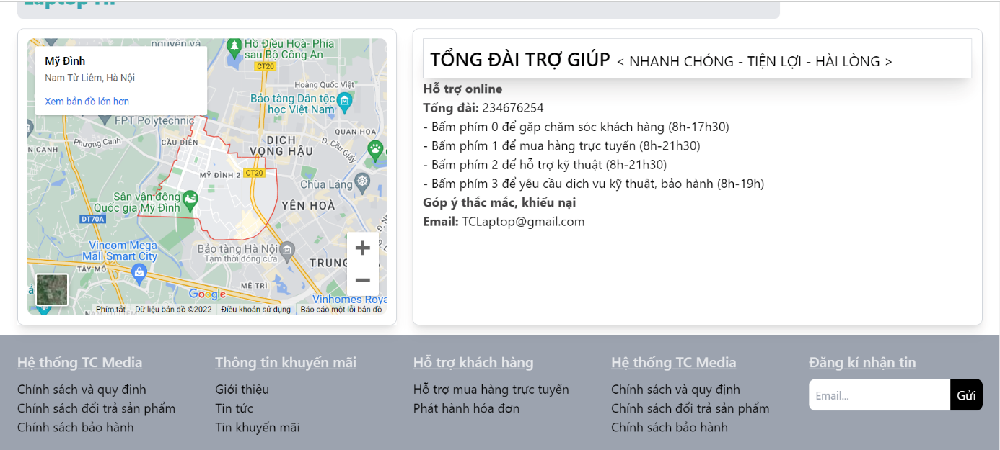 Laptop HP
nguyên và
Hồ Điều Hoà- Phía
sau Bộ Công An
CT20
Mỹ Đình
Nam Từ Liêm, Hà Nội
Xem bản đồ lớn hơn
Hoàng Quốc Việt
Bảo tàng Dân tộc
học Việt Nam
FPT Polytechnic
Phương Canh
CẦU DIỄN
DỊCH
VỌNG HẬU
QUAN HOA
Đ. Cầu Giấy
N CANH
MỸ ĐÌNH 2
CT20
Chùa Láng
Sân vận động
Quốc gia Mỹ Đình
YÊN HOÀ
DT70A
Vincom Mega
Mall Smart City
Bảo tàng Hà Nội
Tạm thời đóng cửa
TRUNG
TÂY MỖ
MỄ TRÌ
Google
Vinhomes Roya
Phím tắt
Dữ liệu bản đồ ©2022
Điều khoản sử dụng
Báo cáo một lỗi bản đồ
TỔNG ĐÀI TRỢ GIÚP < NHANH CHÓNG - TIỆN LỢI - HÀI LÒNG >
Hỗ trợ online
Tổng đài: 234676254
- Bấm phím 0 để gặp chăm sóc khách hàng (8h-17h30)
- Bấm phím 1 để mua hàng trực tuyến (8h-21h30)
- Bấm phím 2 để hỗ trợ kỹ thuật (8h-21h30)
- Bấm phím 3 để yêu cầu dịch vụ kỹ thuật, bảo hành (8h-19h)
Góp ý thắc mắc, khiếu nại
Email: TCLaptop@gmail.com
Hệ thống TC Media
Chính sách và quy định
Chính sách đổi trả sản phẩm
Chính sách bảo hành
Thông tin khuyến mãi
Giới thiệu
Tin tức
Tin khuyến mãi
Hỗ trợ khách hàng
Hỗ trợ mua hàng trực tuyến
Phát hành hóa đơn
Hệ thống TC Media
Chính sách và quy định
Chính sách đổi trả sản phẩm
Chính sách bảo hành
Đăng kí nhận tin
Email...
Gửi